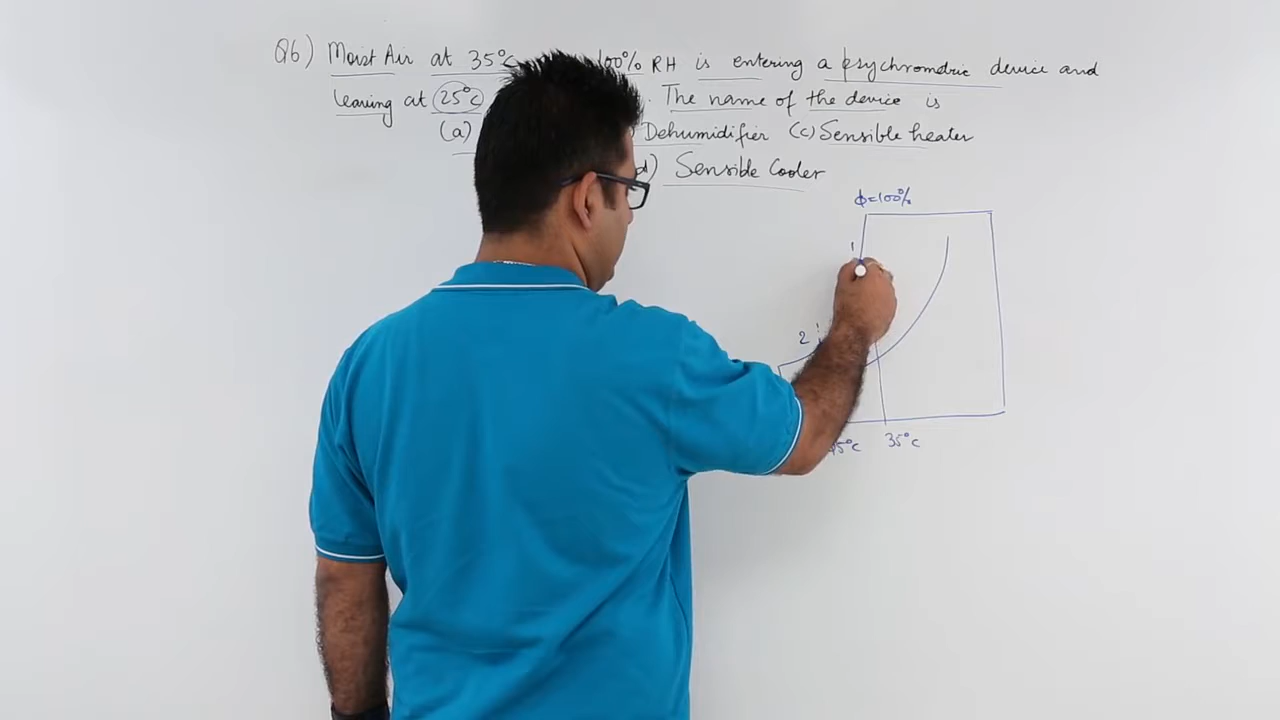 Q6) Moist Air at 35°C 100% RH is entering a psychrometric device and
leaving at 25°C . The name of the device is
(a) Dehumidifier (c) Sensible heater
d) Sensible Cooler
ϕ=100%
1
2
35°C